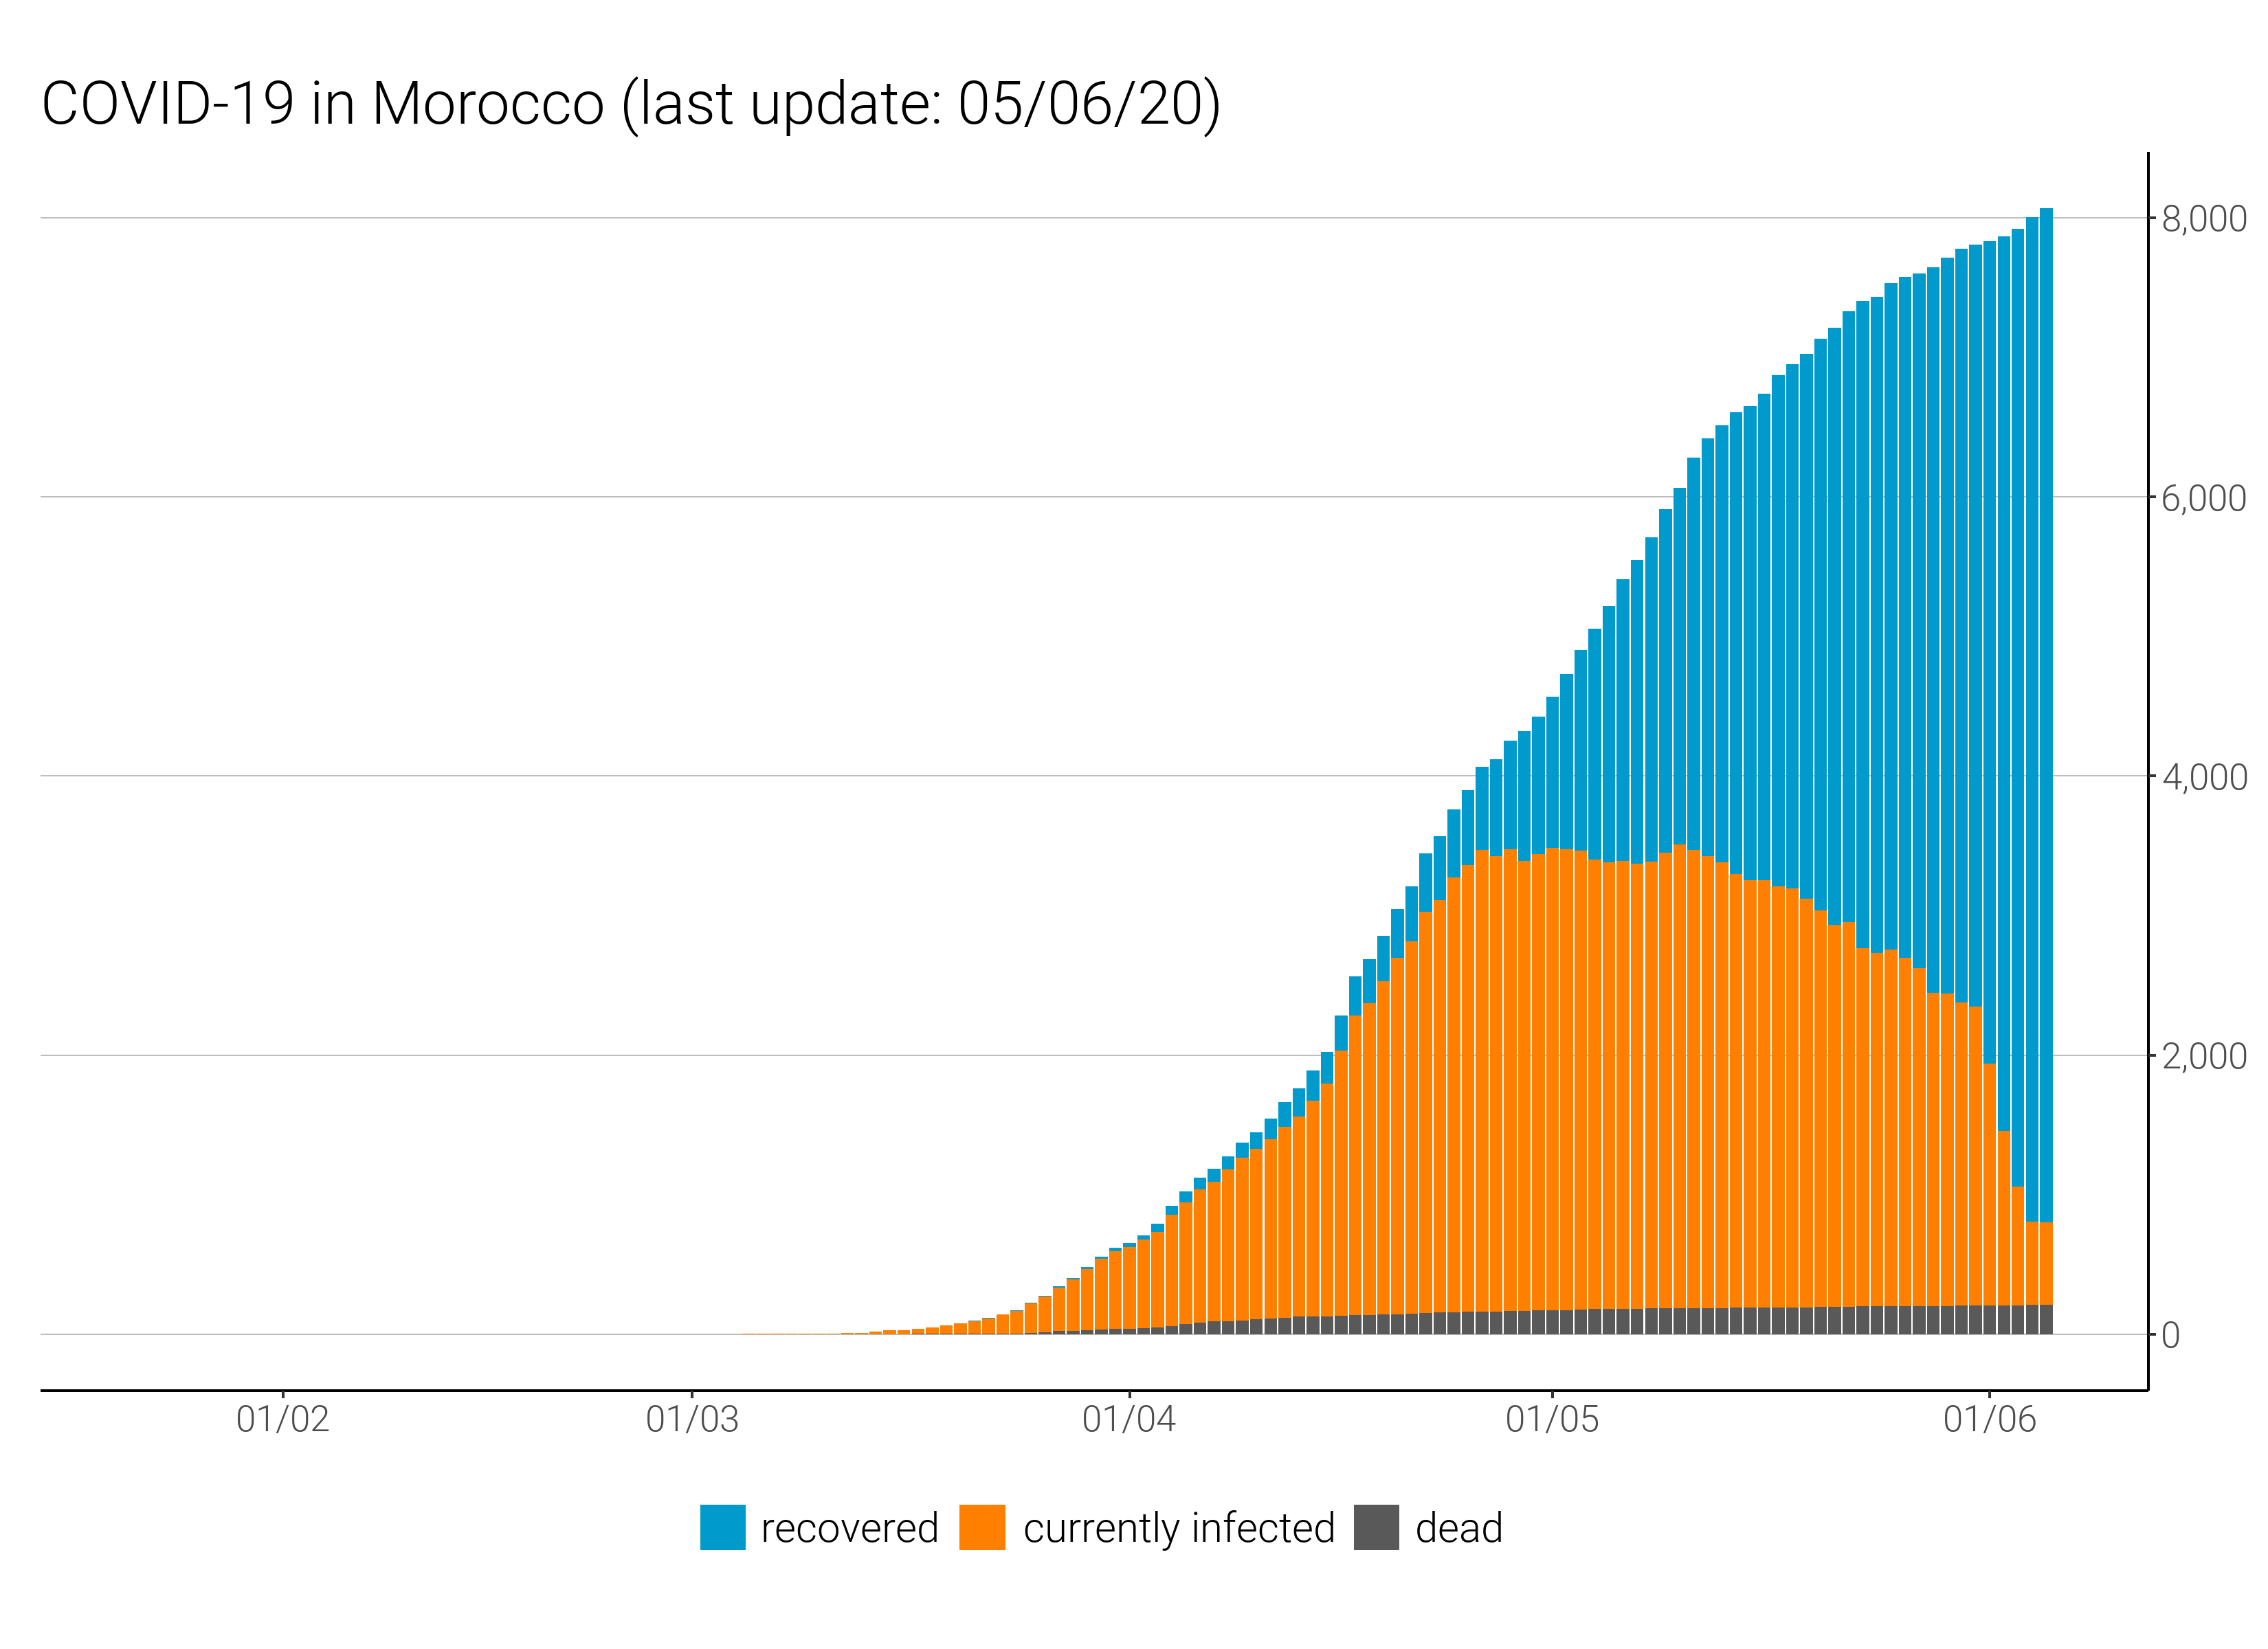 COVID-19 in Morocco (last update: 05/06/20)
8,000
6,000
4,000
2,000
0
01/02 01/03 01/04 01/05 01/06
recovered currently infected dead